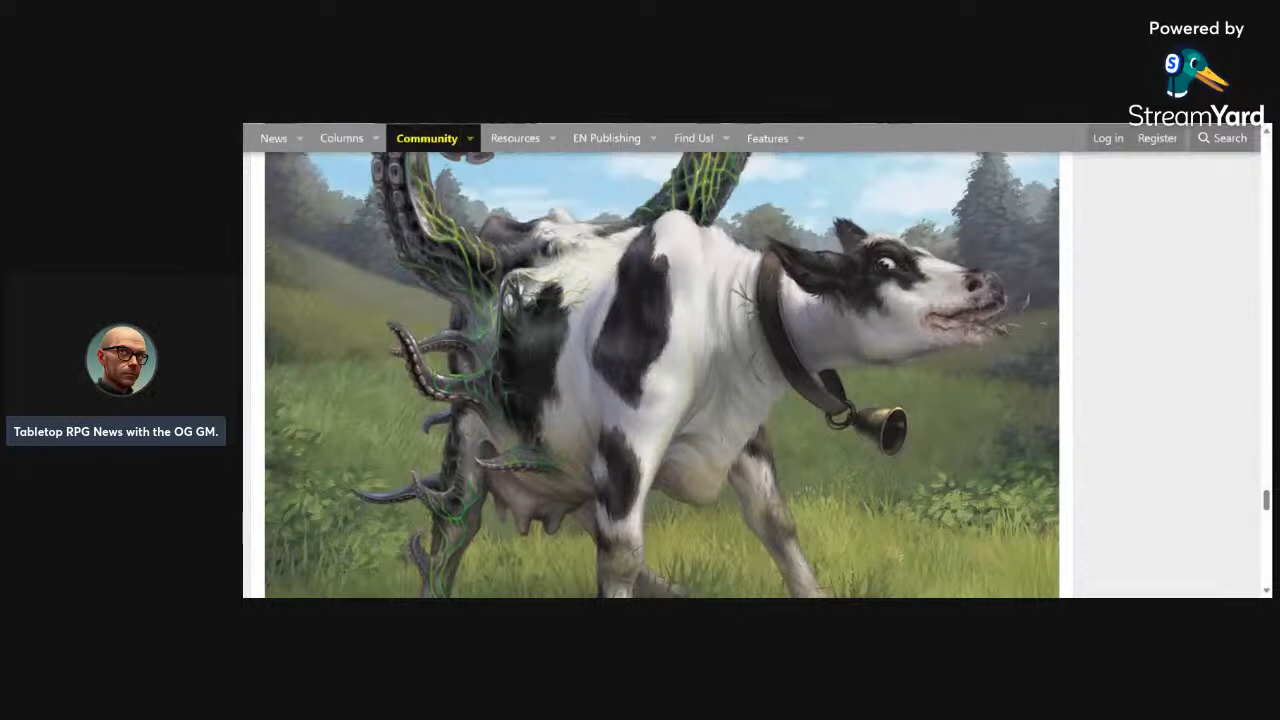 Powered by
S
StreamYard
News Columns Community Resources EN Publishing Find Us! Features Log in Register Search
Tabletop RPG News with the OG GM.